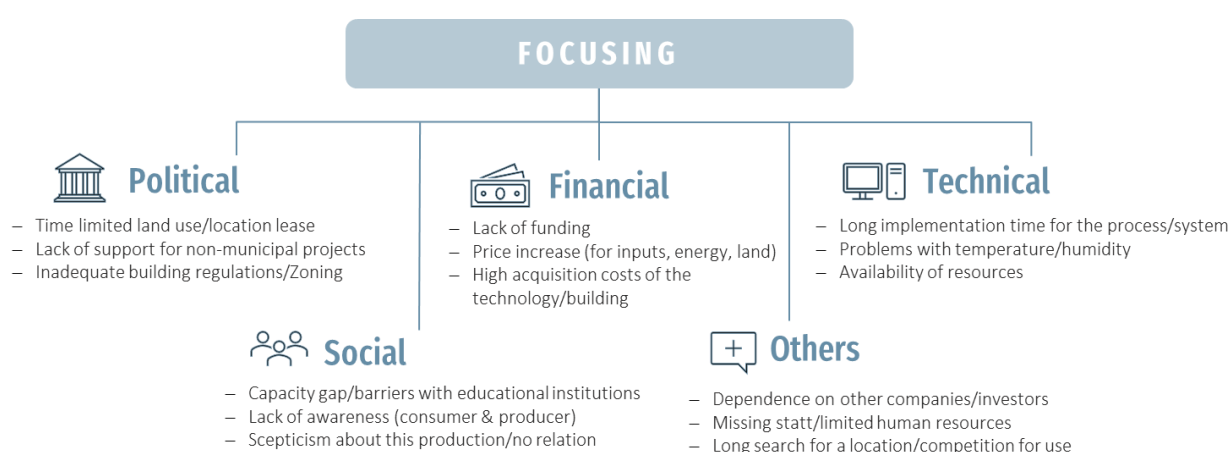 FOCUSING
Political
– Time limited land use/location lease
– Lack of support for non-municipal projects
– Inadequate building regulations/Zoning
Financial
– Lack of funding
– Price increase (for inputs, energy, land)
– High acquisition costs of the
technology/building
Technical
– Long implementation time for the process/system
– Problems with temperature/humidity
– Availability of resources
Social
– Capacity gap/barriers with educational institutions
– Lack of awareness (consumer & producer)
– Scepticism about this production/no relation
Others
– Dependence on other companies/investors
– Missing statt/limited human resources
– Long search for a location/competition for use